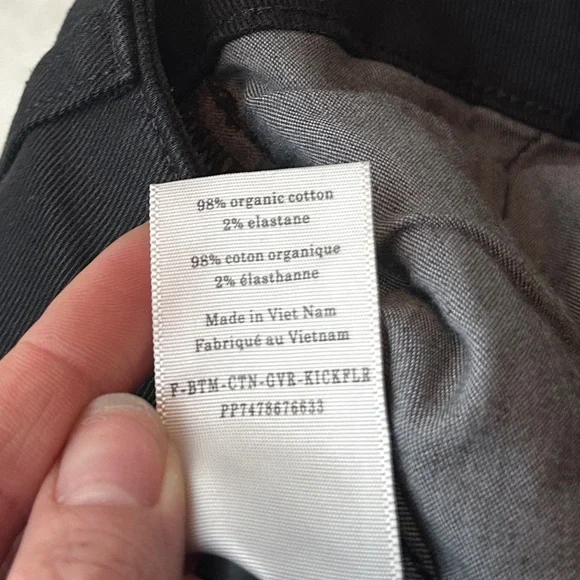 98% organic cotton
2% elastane
98% coton organique
2% élasthanne
Made in Viet Nam
Fabriqué au Vietnam
F-BTM-CTN-GVR-KICKFLR
PP7478676633